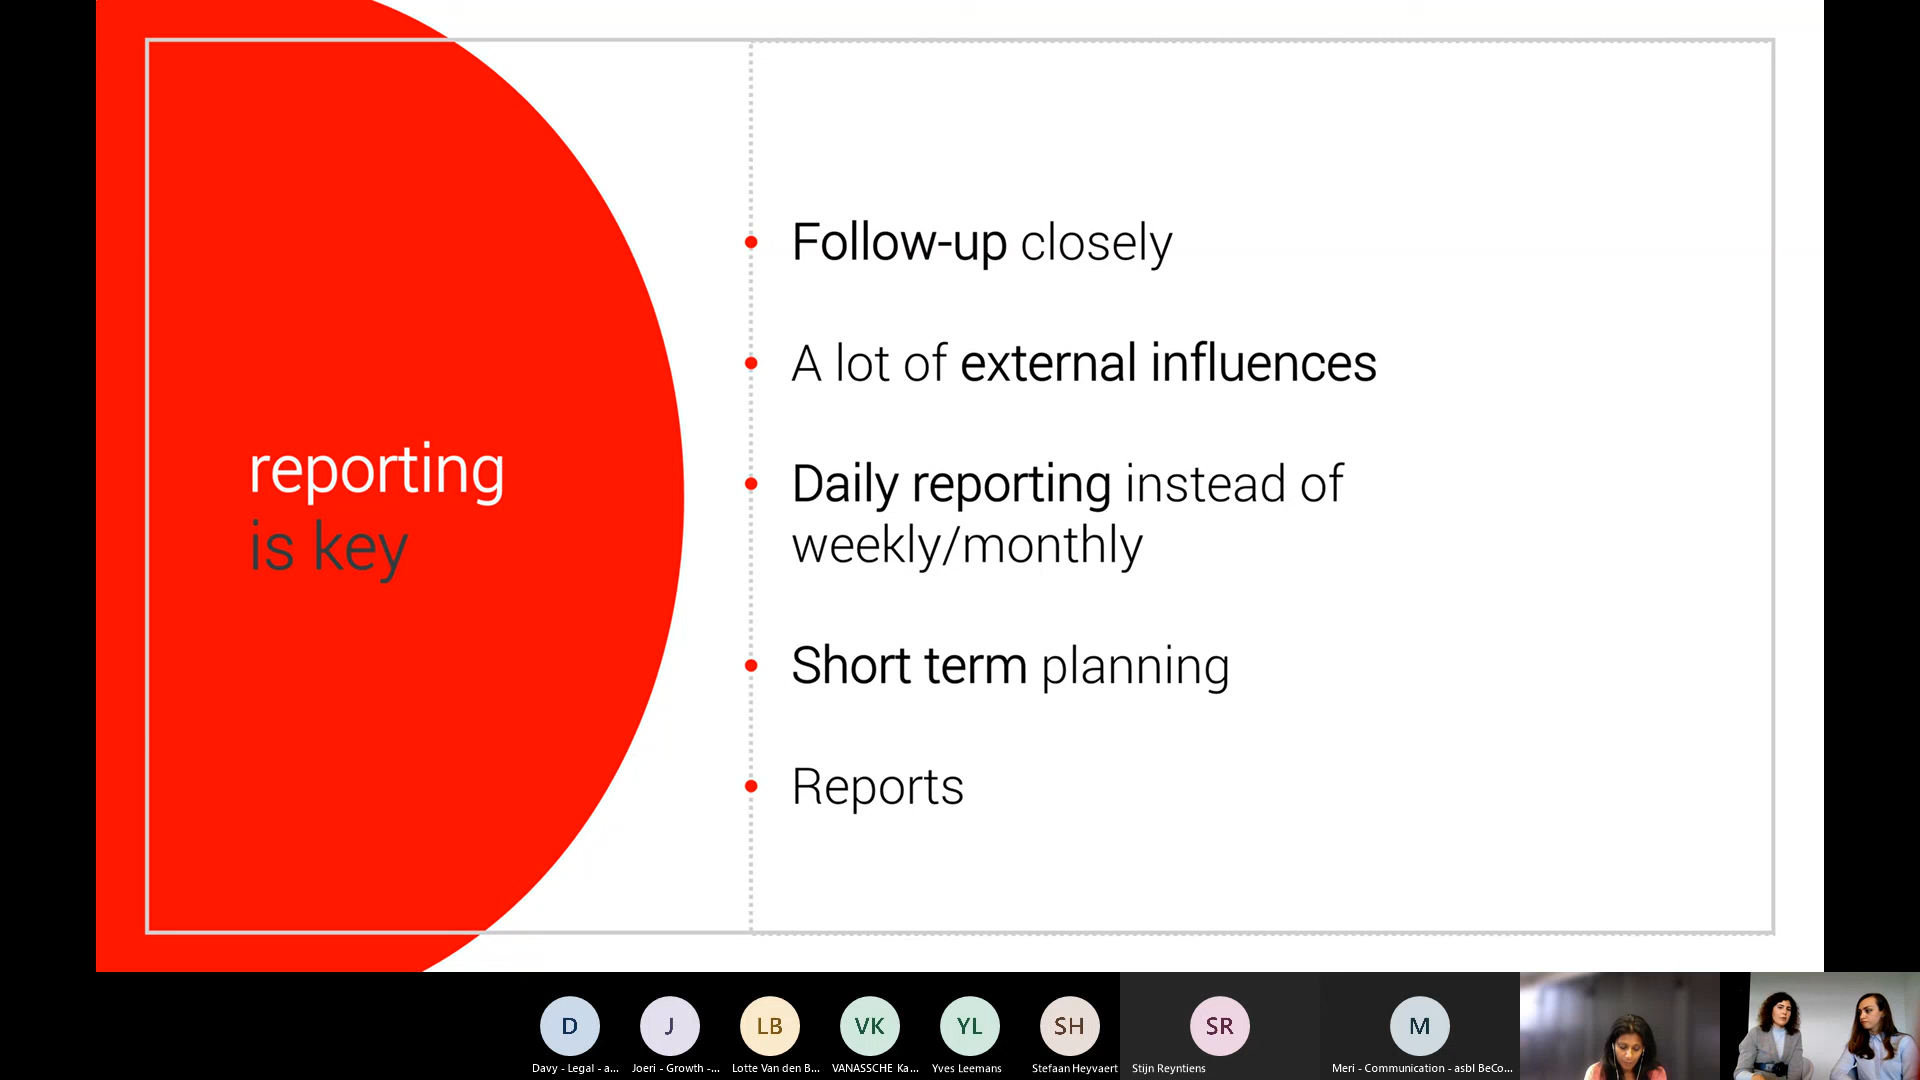 reporting
is key
Follow-up closely
A lot of external influences
Daily reporting instead of
weekly/monthly
Short term planning
Reports
D
J
LB
VK
YL
SH
SR
M
Davy - Legal - a...
Joeri - Growth -...
Lotte Van den B...
VANASSCHE Ka...
Yves Leemans
Stefaan Heyvaert
Stijn Reyntiens
Meri - Communication - asbl BeCo...